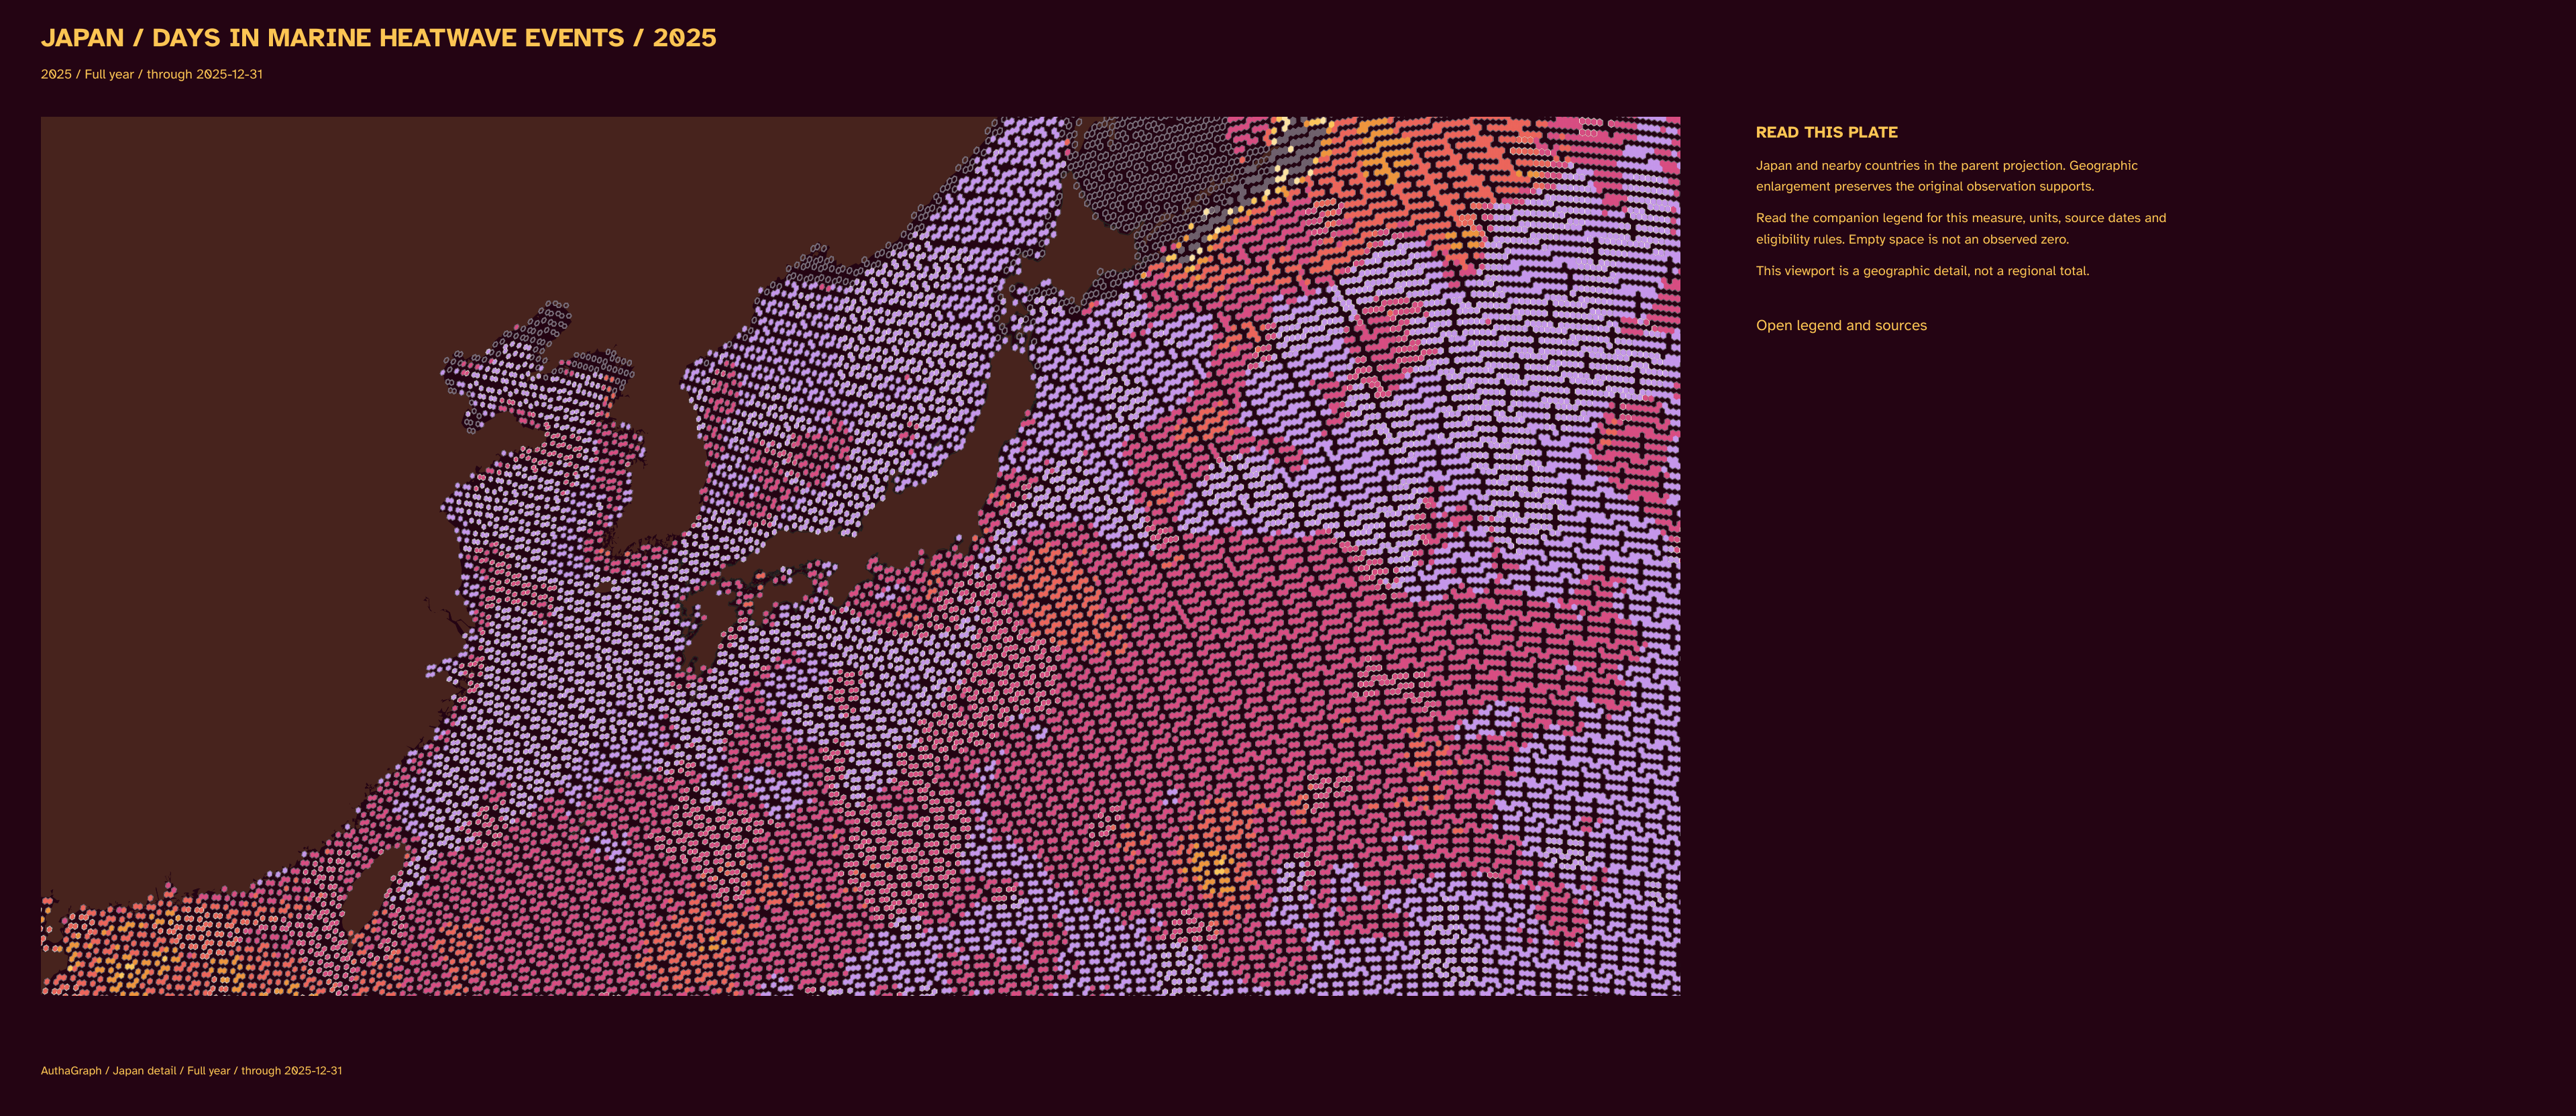 JAPAN / DAYS IN MARINE HEATWAVE EVENTS / 2025
2025 / Full year / through 2025-12-31
READ THIS PLATE
Japan and nearby countries in the parent projection. Geographic
enlargement preserves the original observation supports.
Read the companion legend for this measure, units, source dates and
eligibility rules. Empty space is not an observed zero.
This viewport is a geographic detail, not a regional total.
Open legend and sources
AuthaGraph / Japan detail / Full year / through 2025-12-31